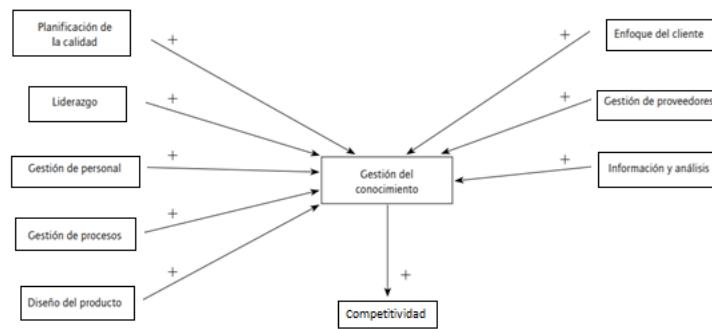 Planificación de
la calidad
+
Enfoque del cliente
+
Liderazgo
+
Gestión de proveedores
+
Gestión de personal
+
Gestión del
conocimiento
Información y análisis
+
Gestión de procesos
+
Diseño del producto
+
Competitividad
+